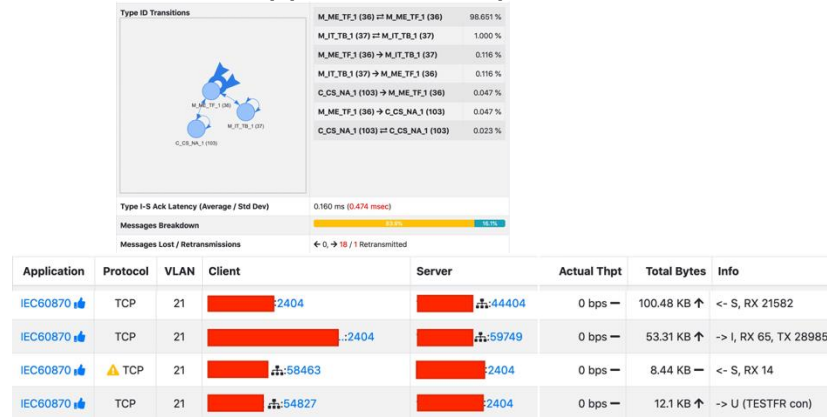 Type ID Transitions
M_ME_TF_1 (36) ⇄ M_ME_TF_1 (36) 98.651 %
M_IT_TB_1 (37) ⇄ M_IT_TB_1 (37) 1.000 %
M_ME_TF_1 (36) → M_IT_TB_1 (37) 0.116 %
M_IT_TB_1 (37) → M_ME_TF_1 (36) 0.116 %
C_CS_NA_1 (103) → M_ME_TF_1 (36) 0.047 %
M_ME_TF_1 (36) → C_CS_NA_1 (103) 0.047 %
C_CS_NA_1 (103) ⇄ C_CS_NA_1 (103) 0.023 %
M_ME_TF_1 (36)
M_IT_TB_1 (37)
C_CS_NA_1 (103)
Type I-S Ack Latency (Average / Std Dev) 0.160 ms (0.474 msec)
Messages Breakdown 83.9% 16.1%
Messages Lost / Retransmissions ← 0, → 18 / 1 Retransmitted
Application Protocol VLAN Client Server Actual Thpt Total Bytes Info
IEC60870 TCP 21 :2404 :44404 0 bps — 100.48 KB ↑ <- S, RX 21582
IEC60870 TCP 21 ..:2404 :59749 0 bps — 53.31 KB ↑ -> I, RX 65, TX 28985
IEC60870 TCP 21 :58463 :2404 0 bps — 8.44 KB — <- S, RX 14
IEC60870 TCP 21 :54827 :2404 0 bps — 12.1 KB ↑ -> U (TESTFR con)